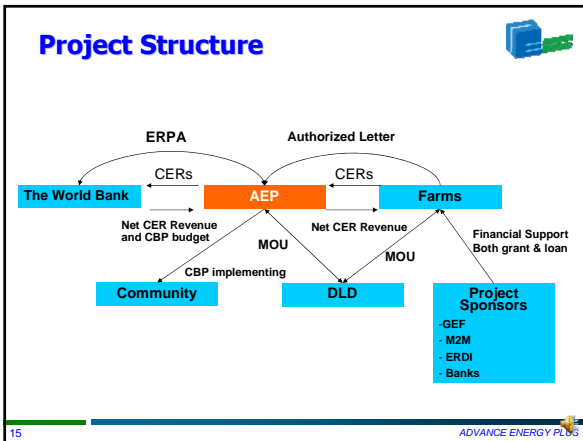 Project Structure
ERPA
Authorized Letter
CERs
CERs
The World Bank
AEP
Farms
Net CER Revenue
and CBP budget
Net CER Revenue
Financial Support
Both grant & loan
MOU
MOU
CBP implementing
Community
DLD
Project
Sponsors
-GEF
- M2M
- ERDI
- Banks
15
ADVANCE ENERGY PLUS